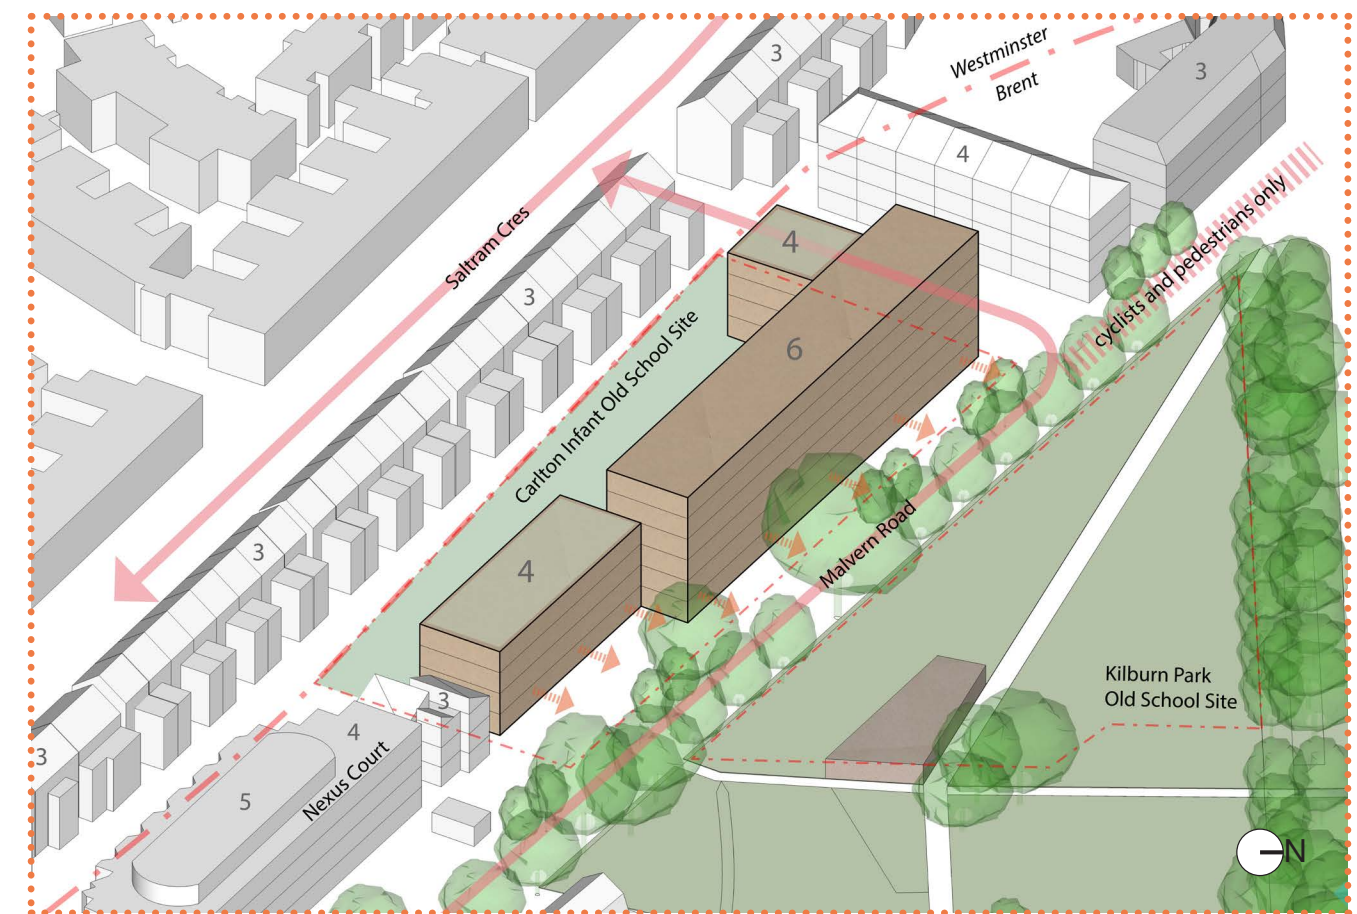 3
Westminster
Brent
3
4
cyclists and pedestrians only
Saltram Cres
4
3
Carlton Infant Old School Site
6
Malvern Road
3
4
Kilburn Park
Old School Site
3
4
3
Nexus Court
5
N